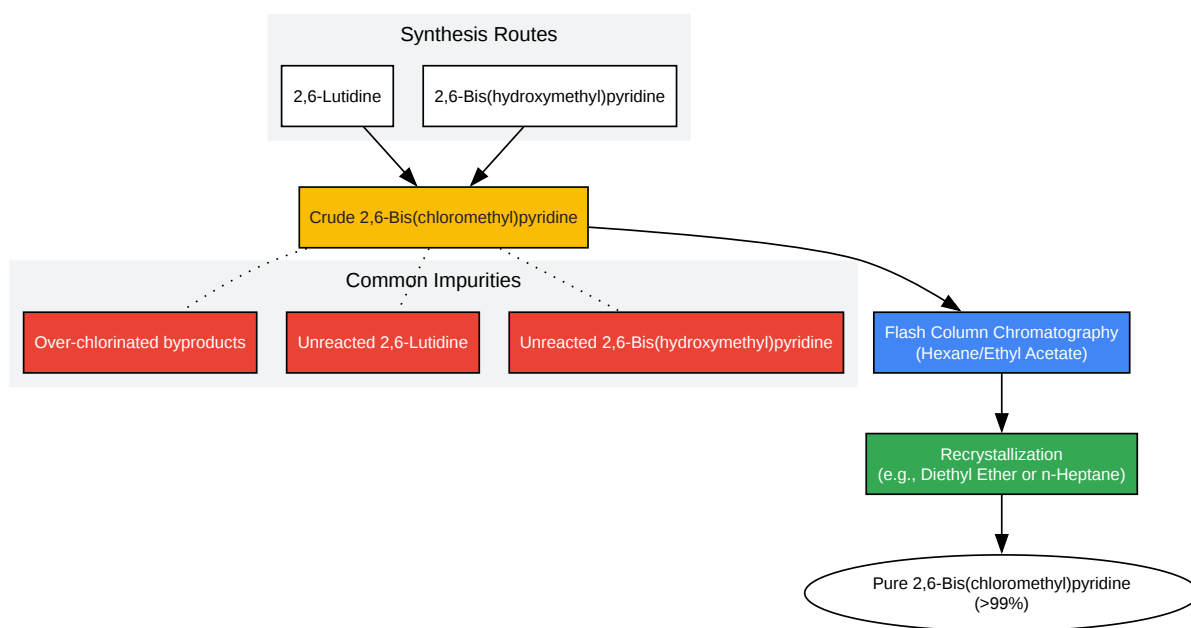 Synthesis Routes
2,6-Lutidine
2,6-Bis(hydroxymethyl)pyridine
Crude 2,6-Bis(chloromethyl)pyridine
Common Impurities
Over-chlorinated byproducts
Unreacted 2,6-Lutidine
Unreacted 2,6-Bis(hydroxymethyl)pyridine
Flash Column Chromatography
(Hexane/Ethyl Acetate)
Recrystallization
(e.g., Diethyl Ether or n-Heptane)
Pure 2,6-Bis(chloromethyl)pyridine
(>99%)